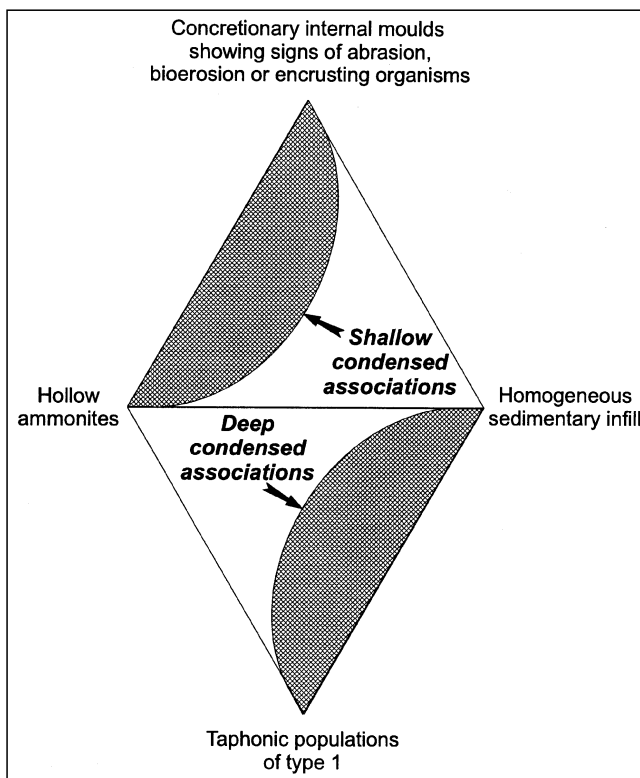 Concretionary internal moulds
showing signs of abrasion,
bioerosion or encrusting organisms
Shallow
condensed
associations
Hollow
ammonites
Homogeneous
sedimentary infill
Deep
condensed
associations
Taphonic populations
of type 1